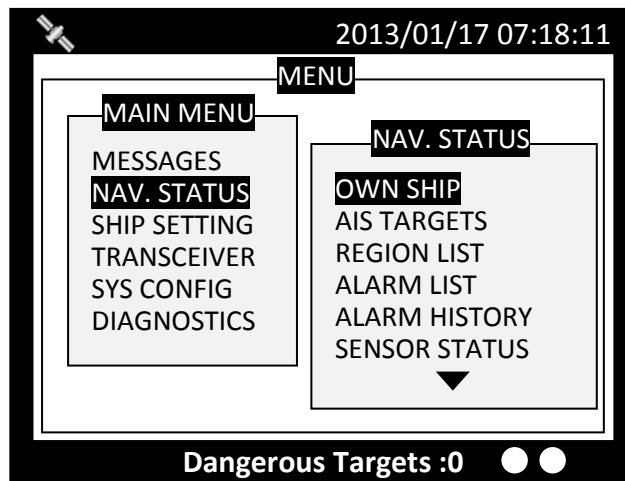 2013/01/17 07:18:11
MENU
MAIN MENU
MESSAGES
NAV. STATUS
SHIP SETTING
TRANSCEIVER
SYS CONFIG
DIAGNOSTICS
NAV. STATUS
OWN SHIP
AIS TARGETS
REGION LIST
ALARM LIST
ALARM HISTORY
SENSOR STATUS
Dangerous Targets :0